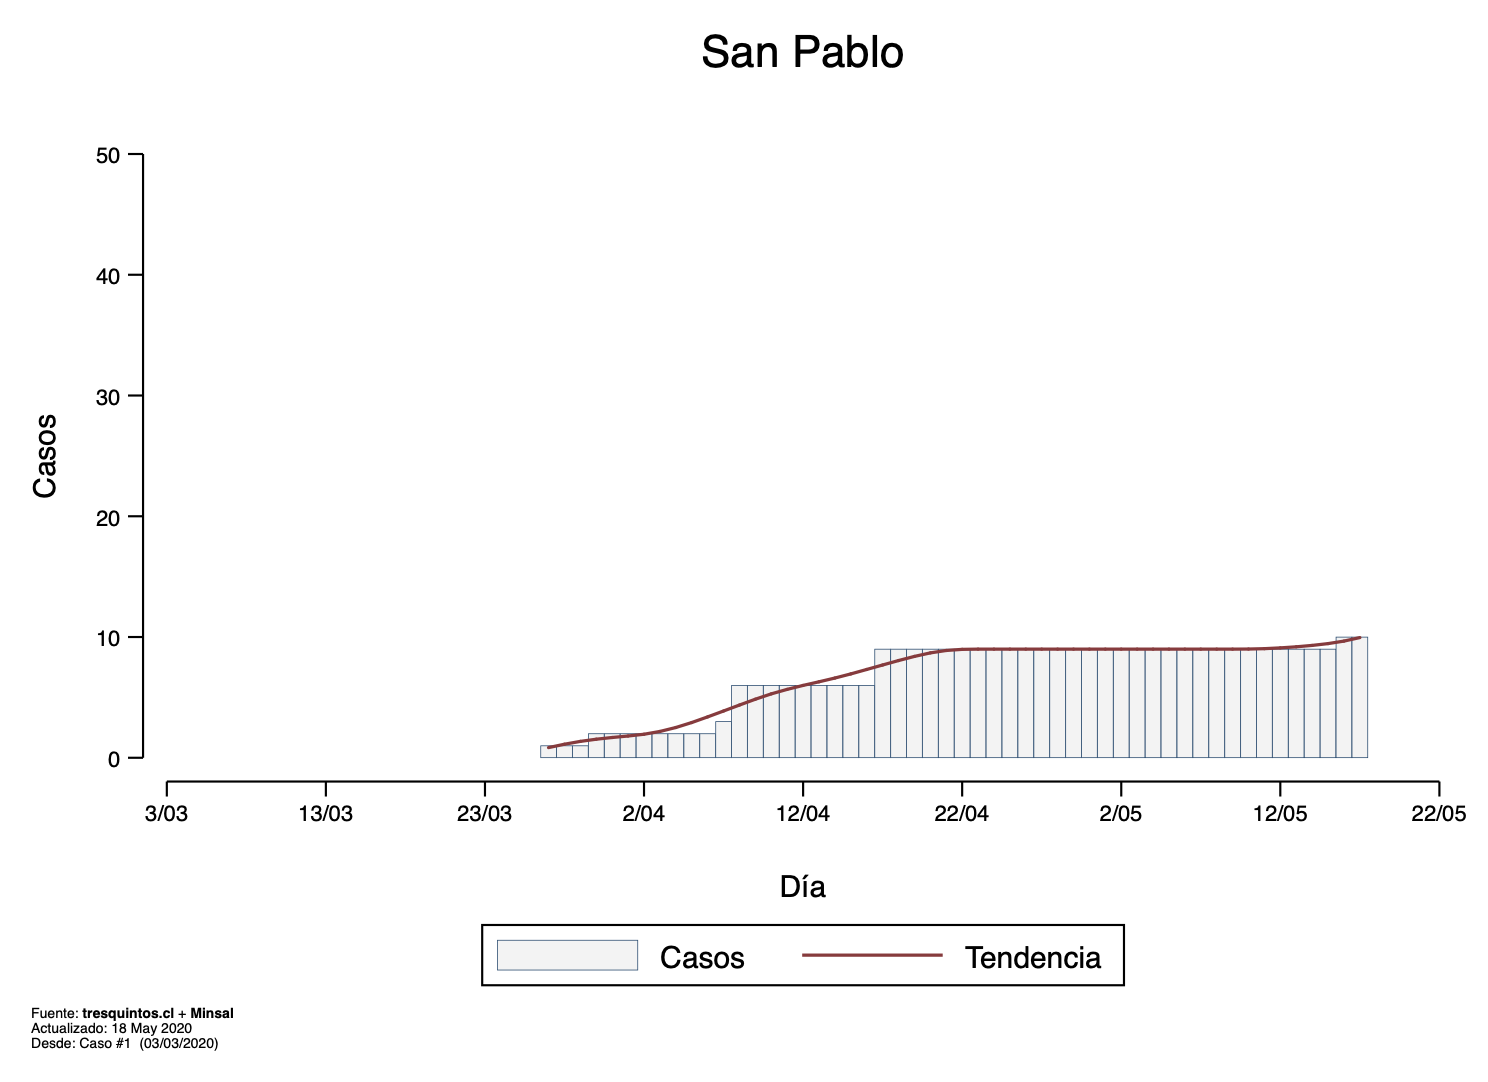 San Pablo
50
40
30
20
10
0
Casos
3/03 13/03 23/03 2/04 12/04 22/04 2/05 12/05 22/05
Día
Casos Tendencia
Fuente: tresquintos.cl + Minsal
Actualizado: 18 May 2020
Desde: Caso #1 (03/03/2020)